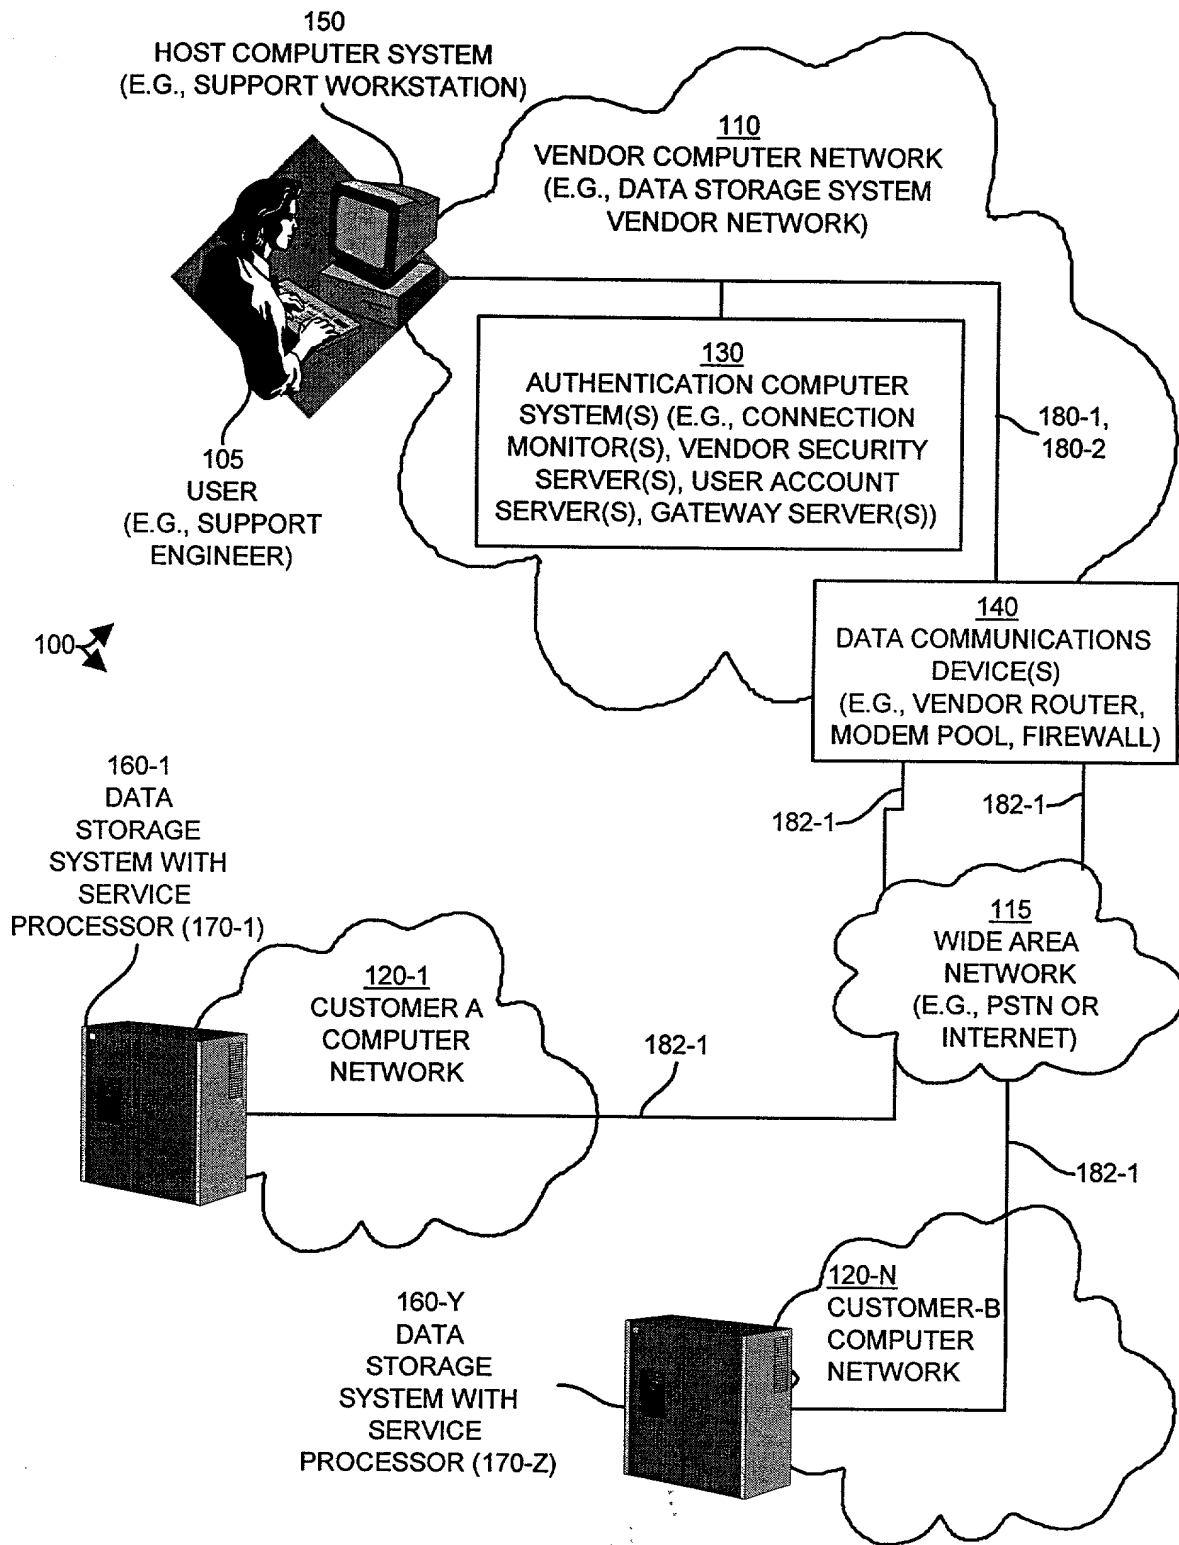 150
HOST COMPUTER SYSTEM
(E.G., SUPPORT WORKSTATION)
110
VENDOR COMPUTER NETWORK
(E.G., DATA STORAGE SYSTEM
VENDOR NETWORK)
130
AUTHENTICATION COMPUTER
SYSTEM(S) (E.G., CONNECTION
MONITOR(S), VENDOR SECURITY
SERVER(S), USER ACCOUNT
SERVER(S), GATEWAY SERVER(S))
180-1,
180-2
105
USER
(E.G., SUPPORT
ENGINEER)
100
140
DATA COMMUNICATIONS
DEVICE(S)
(E.G., VENDOR ROUTER,
MODEM POOL, FIREWALL)
182-1
182-1
160-1
DATA
STORAGE
SYSTEM WITH
SERVICE
PROCESSOR (170-1)
115
WIDE AREA
NETWORK
(E.G., PSTN OR
INTERNET)
120-1
CUSTOMER A
COMPUTER
NETWORK
182-1
182-1
120-N
CUSTOMER-B
COMPUTER
NETWORK
160-Y
DATA
STORAGE
SYSTEM WITH
SERVICE
PROCESSOR (170-Z)